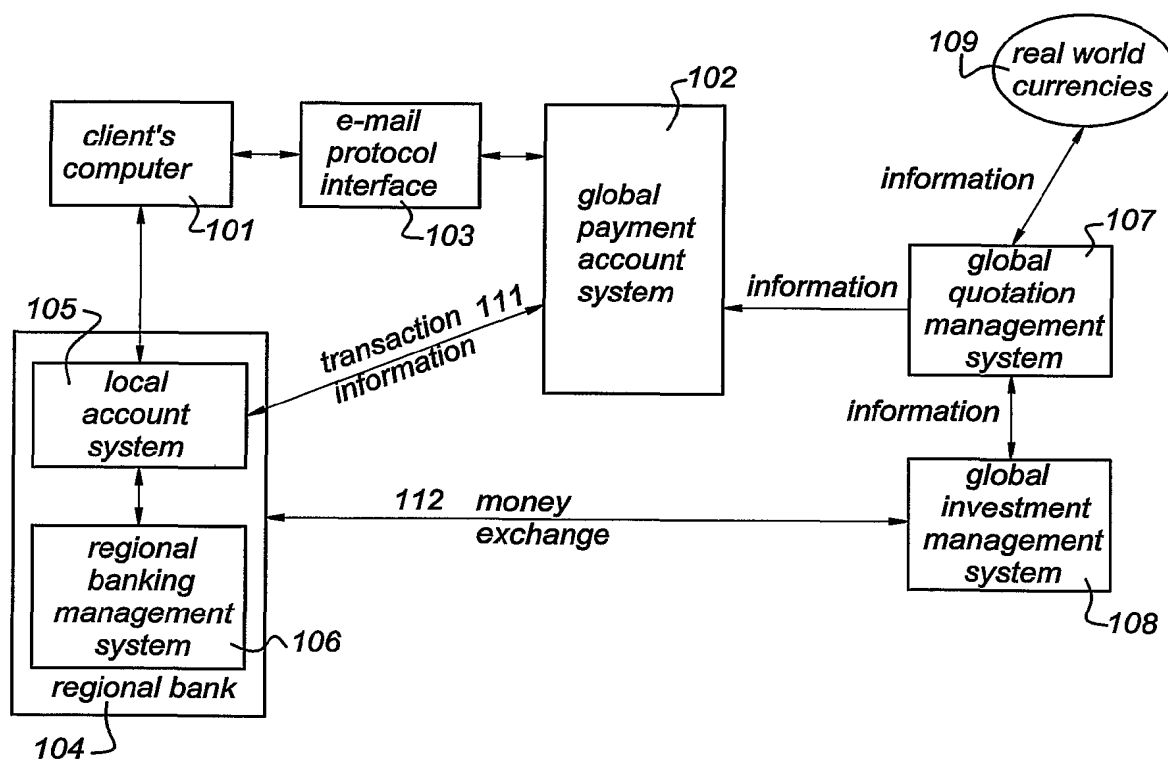 109
real world
currencies
102
client's
computer
101
e-mail
protocol
interface
103
global
payment
account
system
information
107
global
quotation
management
system
information
information
105
local
account
system
transaction 111
information
112 money
exchange
global
investment
management
system
108
regional
banking
management
system
106
regional bank
104